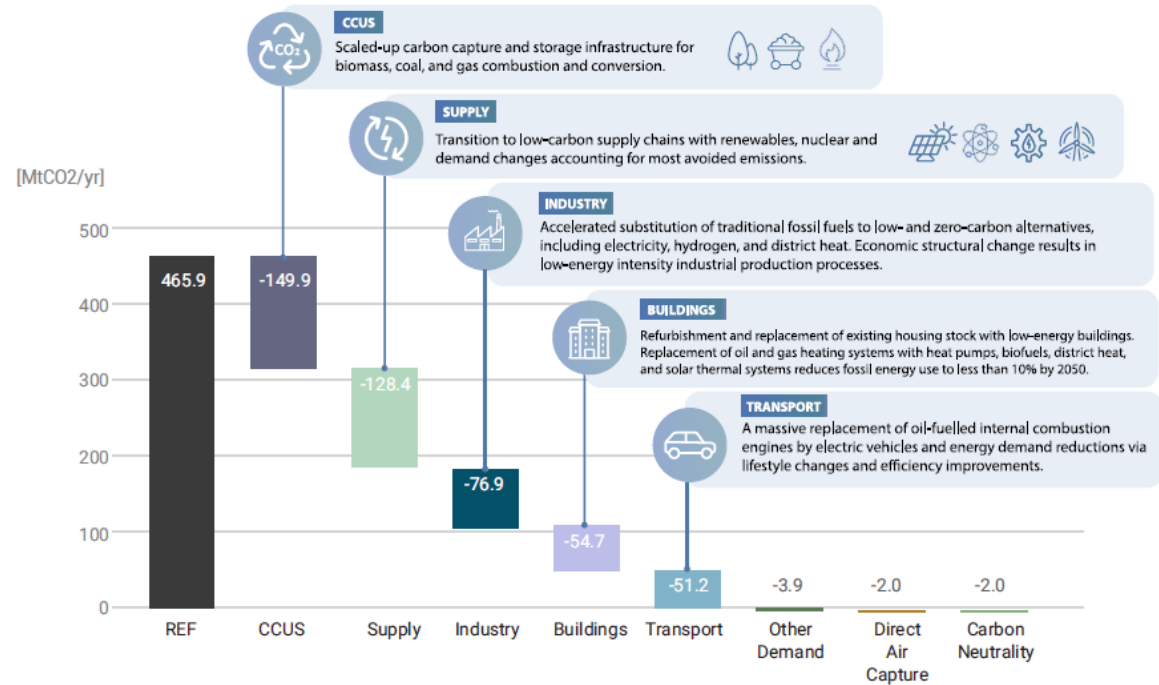 CCUS
Scaled-up carbon capture and storage infrastructure for
biomass, coal, and gas combustion and conversion.
CO₂
SUPPLY
Transition to low-carbon supply chains with renewables, nuclear and
demand changes accounting for most avoided emissions.
[MtCO2/yr]
INDUSTRY
Accelerated substitution of traditional fossil fuels to low- and zero-carbon alternatives,
including electricity, hydrogen, and district heat. Economic structural change results in
low-energy intensity industrial production processes.
BUILDINGS
Refurbishment and replacement of existing housing stock with low-energy buildings.
Replacement of oil and gas heating systems with heat pumps, biofuels, district heat,
and solar thermal systems reduces fossil energy use to less than 10% by 2050.
TRANSPORT
A massive replacement of oil-fuelled internal combustion
engines by electric vehicles and energy demand reductions via
lifestyle changes and efficiency improvements.
500
400
300
200
100
0
465.9
-149.9
-128.4
-76.9
-54.7
-51.2
-3.9
-2.0
-2.0
REF
CCUS
Supply
Industry
Buildings
Transport
Other
Demand
Direct
Air
Capture
Carbon
Neutrality